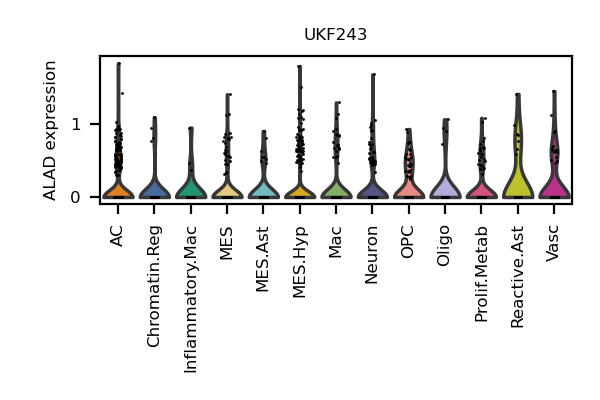 UKF243
ALAD expression
1
0
AC
Chromatin.Reg
Inflammatory.Mac
MES
MES.Ast
MES.Hyp
Mac
Neuron
OPC
Oligo
Prolif.Metab
Reactive.Ast
Vasc